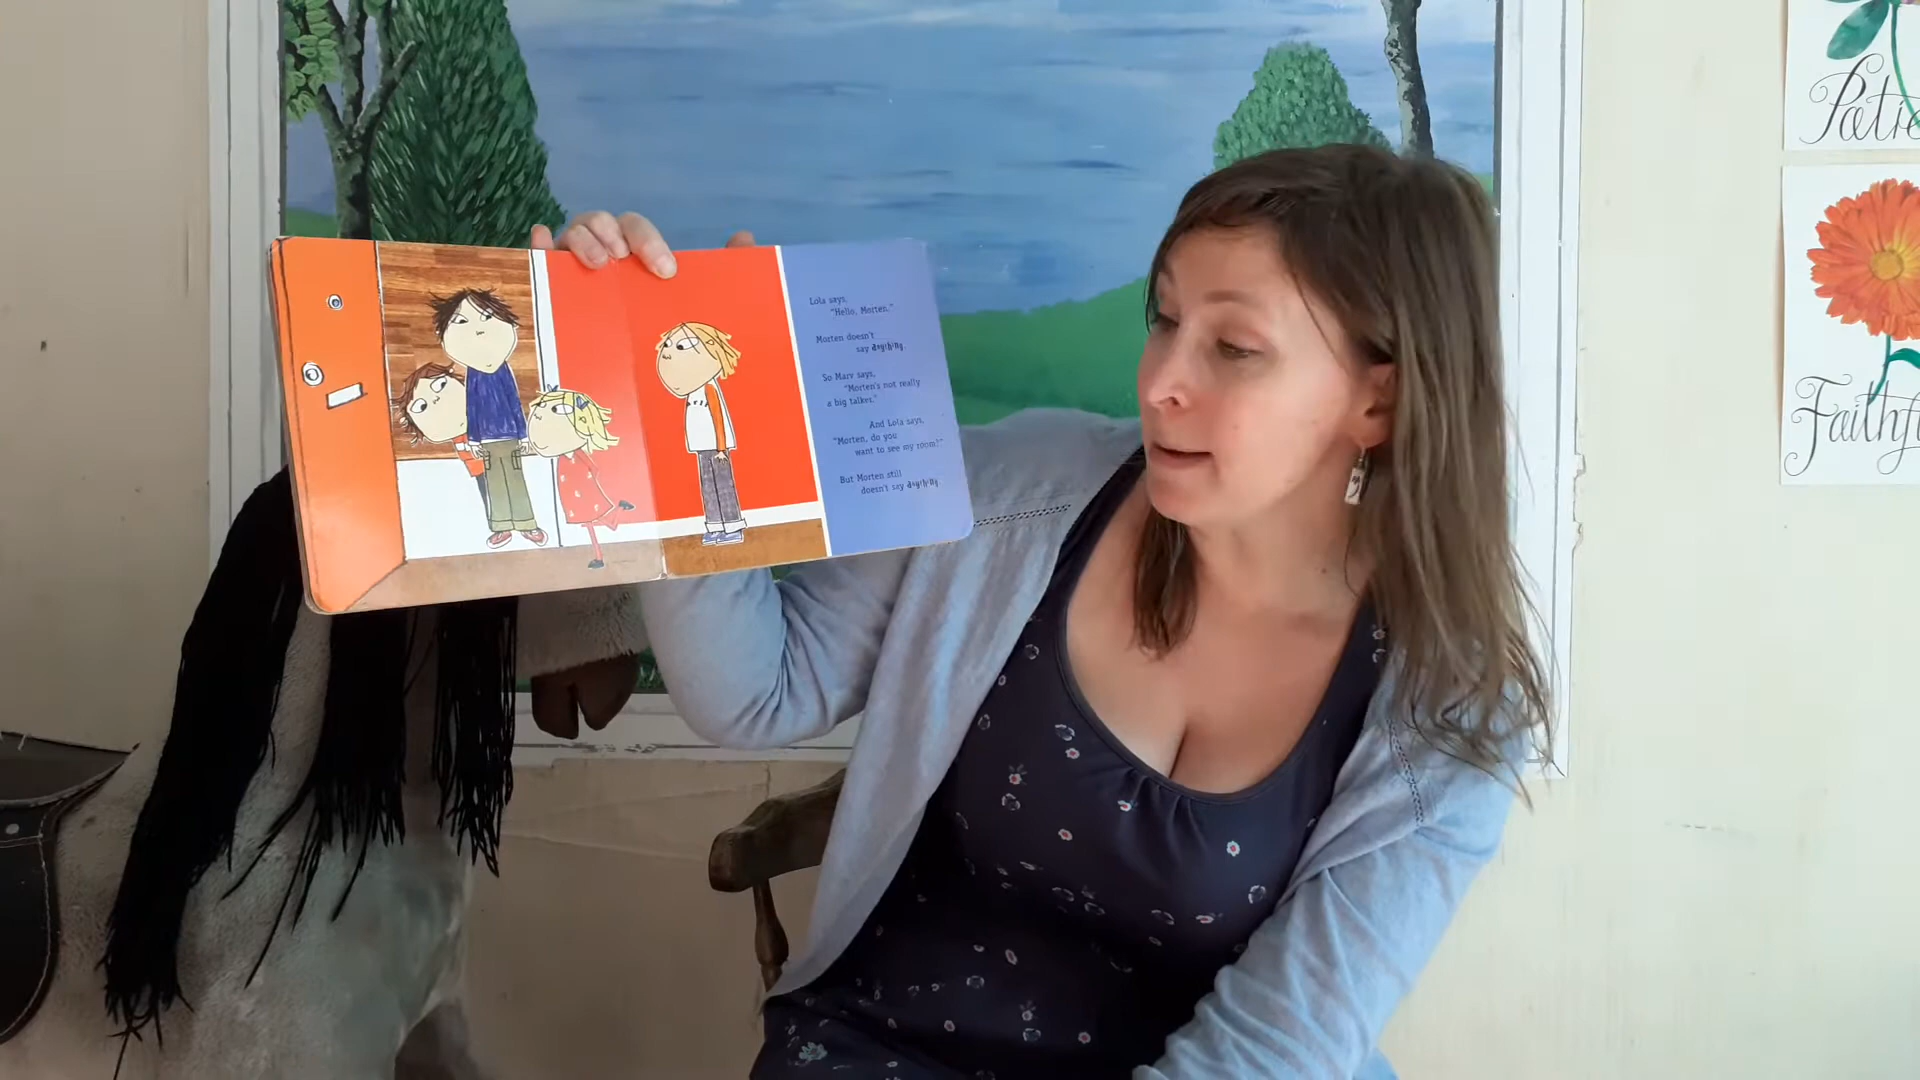 Lola says,
"Hello, Morten."
Morten doesn't
say anything.
So Marv says,
"Morten's not really
a big talker."
And Lola says,
"Morten, do you
want to see my room?"
But Morten still
doesn't say anything.
Patie
Faithfu